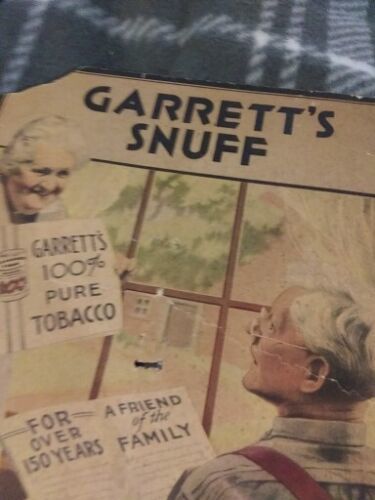 GARRETT'S
SNUFF
GARRETT'S
100%
PURE
TOBACCO
FOR
OVER
150 YEARS
A FRIEND
of the
FAMILY